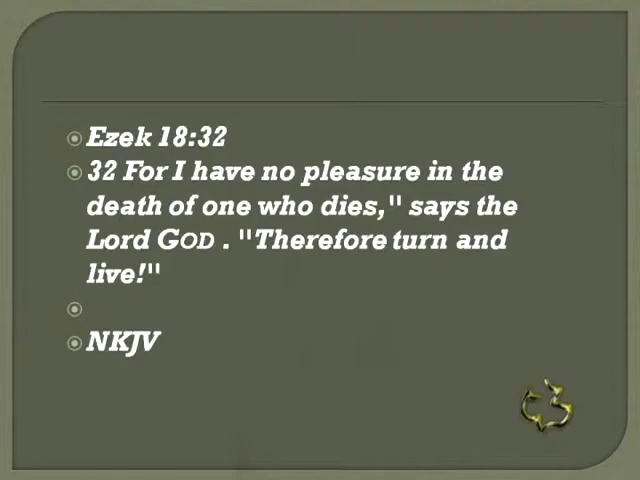 Ezek 18:32
32 For I have no pleasure in the
death of one who dies," says the
Lord GOD . "Therefore turn and
live!"
NKJV